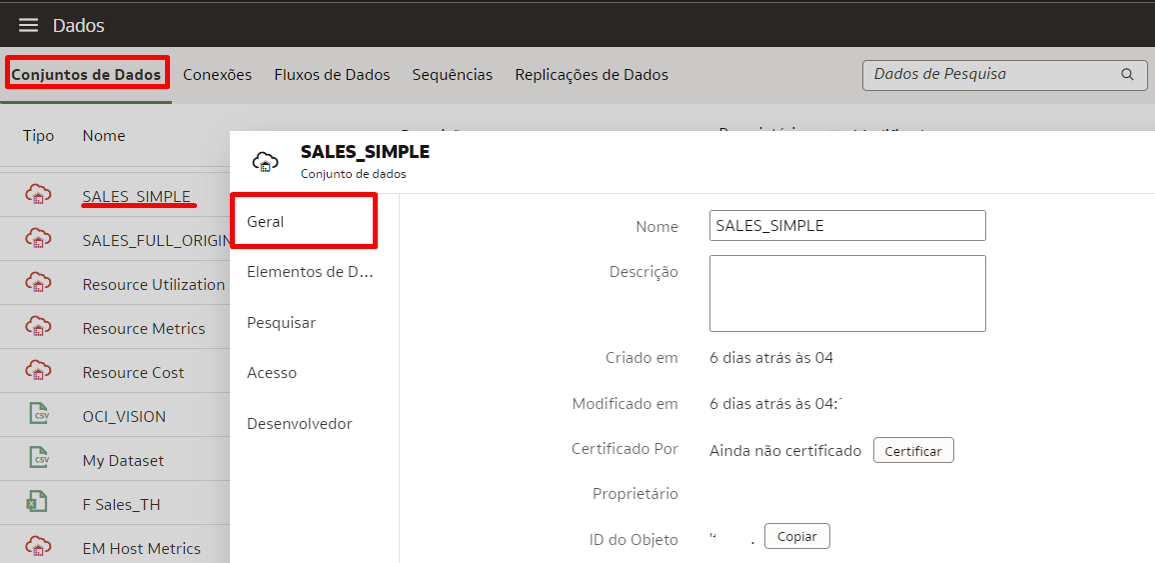 Dados
Conjuntos de Dados Conexões Fluxos de Dados Sequências Replicações de Dados Dados de Pesquisa
Tipo Nome
SALES_SIMPLE
SALES_FULL_ORIGIN
Resource Utilization
Resource Metrics
Resource Cost
CSV OCI_VISION
CSV My Dataset
F Sales_TH
EM Host Metrics
SALES_SIMPLE
Conjunto de dados
Geral
Elementos de D...
Pesquisar
Acesso
Desenvolvedor
Nome SALES_SIMPLE
Descrição
Criado em 6 dias atrás às 04
Modificado em 6 dias atrás às 04:
Certificado Por Ainda não certificado Certificar
Proprietário
ID do Objeto Copiar